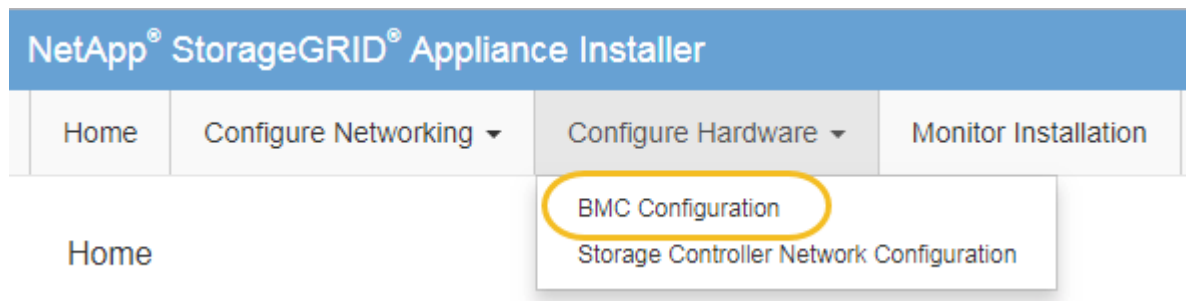 NetApp® StorageGRID® Appliance Installer
Home Configure Networking Configure Hardware Monitor Installation
BMC Configuration
Home Storage Controller Network Configuration